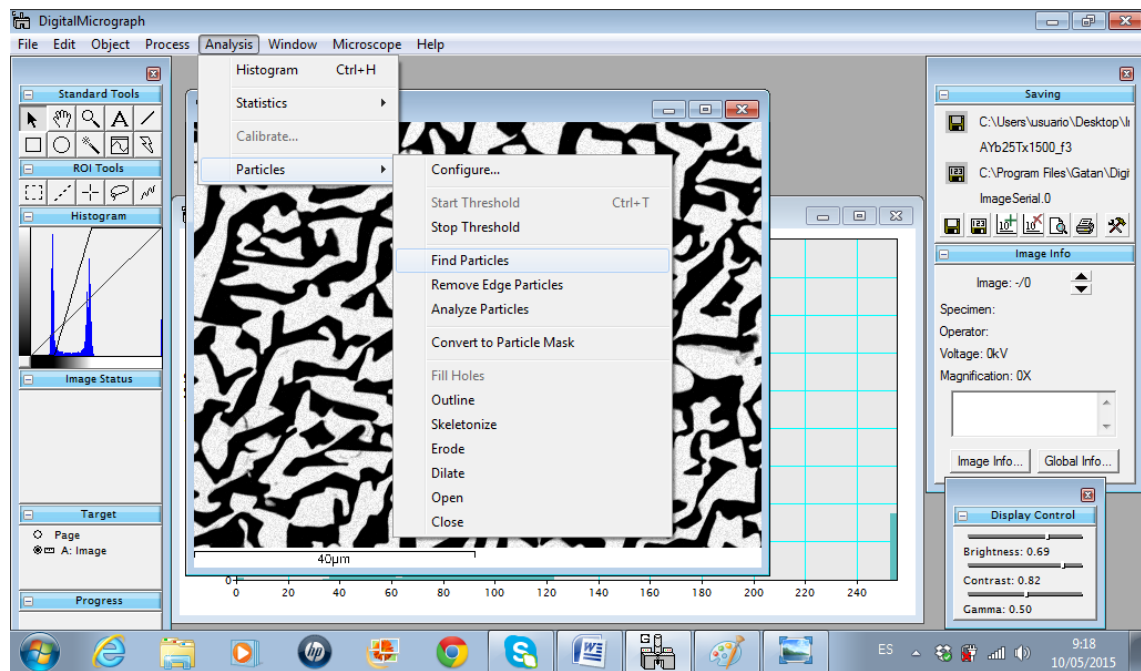 DigitalMicrograph
File Edit Object Process Analysis Window Microscope Help
Histogram Ctrl+H
Statistics
Calibrate...
Particles
Configure...
Start Threshold Ctrl+T
Stop Threshold
Find Particles
Remove Edge Particles
Analyze Particles
Convert to Particle Mask
Fill Holes
Outline
Skeletonize
Erode
Dilate
Open
Close
Standard Tools
A
ROI Tools
Histogram
Image Status
Target
Page
A: Image
Progress
40μm
0
0 20 40 60 80 100 120 140 160 180 200 220 240
Saving
C:\Users\usuario\Desktop\
AYb25Tx1500_f3
C:\Program Files\Gatan\Digi
ImageSerial.0
Image Info
Image: -/0
Specimen:
Operator:
Voltage: 0kV
Magnification: 0X
Image Info... Global Info...
Display Control
Brightness: 0.69
Contrast: 0.82
Gamma: 0.50
ES
9:18
10/05/2015